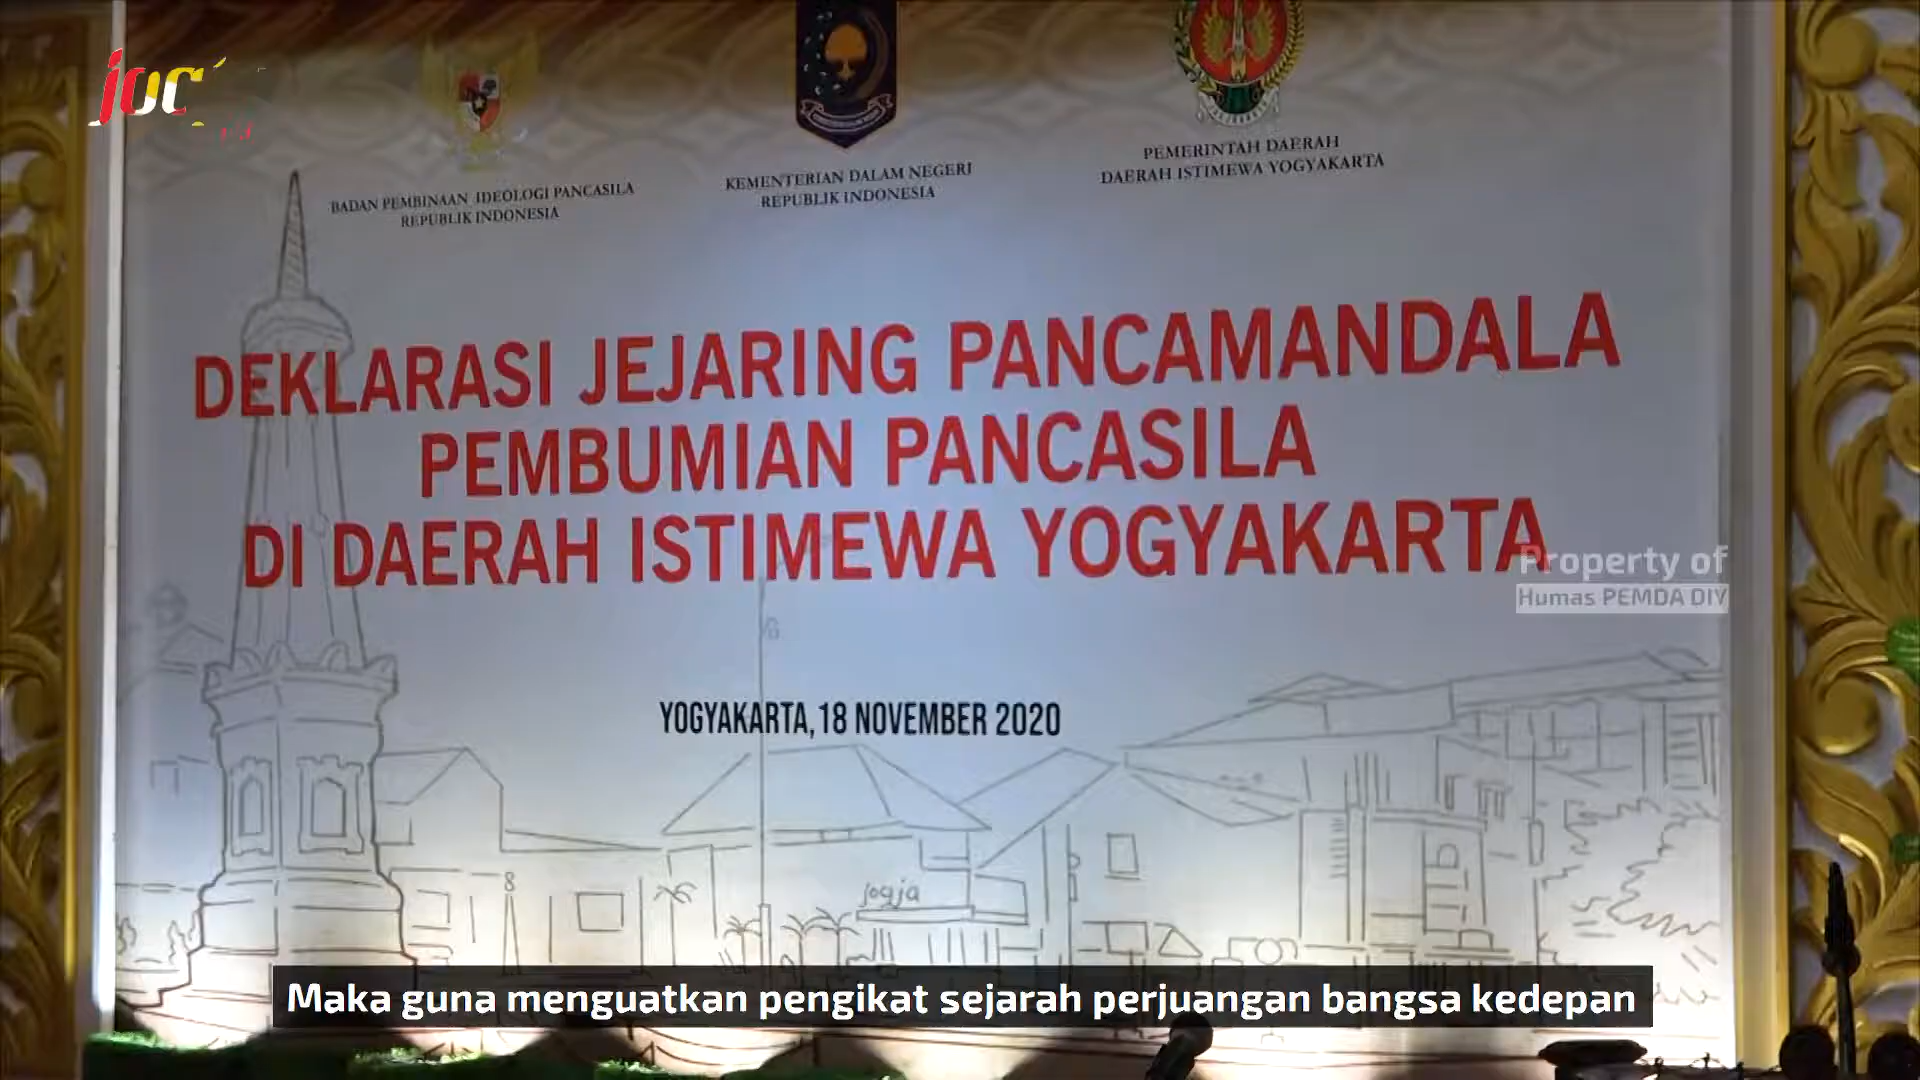 BADAN PEMBINAAN IDEOLOGI PANCASILA
REPUBLIK INDONESIA
KEMENTERIAN DALAM NEGERI
REPUBLIK INDONESIA
PEMERINTAH DAERAH
DAERAH ISTIMEWA YOGYAKARTA
DEKLARASI JEJARING PANCAMANDALA
PEMBUMIAN PANCASILA
DI DAERAH ISTIMEWA YOGYAKARTA
Property of
Humas PEMDA DIY
YOGYAKARTA, 18 NOVEMBER 2020
jogja
Maka guna menguatkan pengikat sejarah perjuangan bangsa kedepan